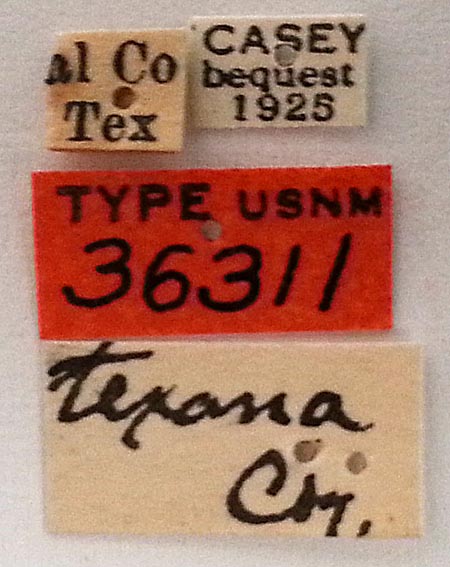 al Co
Tex
CASEY
bequest
1925
TYPE USNM
36311
texana
Csy.